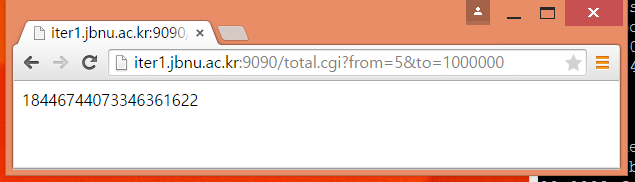 iter1.jbnu.ac.kr:9090,
iter1.jbnu.ac.kr:9090/total.cgi?from=5&to=1000000
18446744073346361622